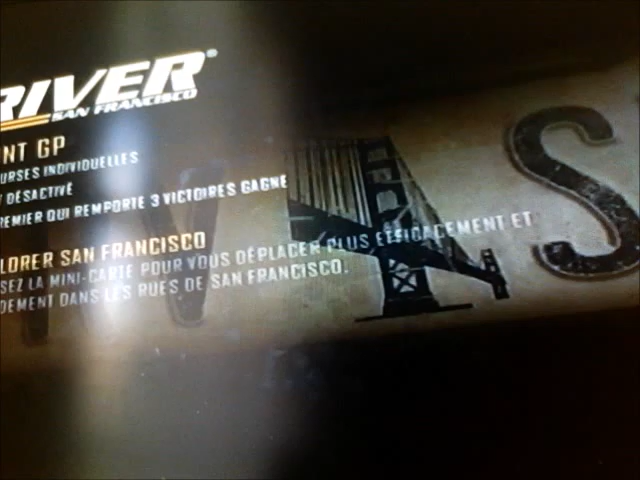 RIVER®
SAN FRANCISCO
NT GP
URSES INDIVIDUELLES
T DÉSACTIVÉ
REMIER QUI REMPORTE 3 VICTOIRES GAGNE
LORER SAN FRANCISCO
SEZ LA MINI-CARTE POUR VOUS DÉPLACER PLUS EFFICACEMENT ET
DEMENT DANS LES RUES DE SAN FRANCISCO.